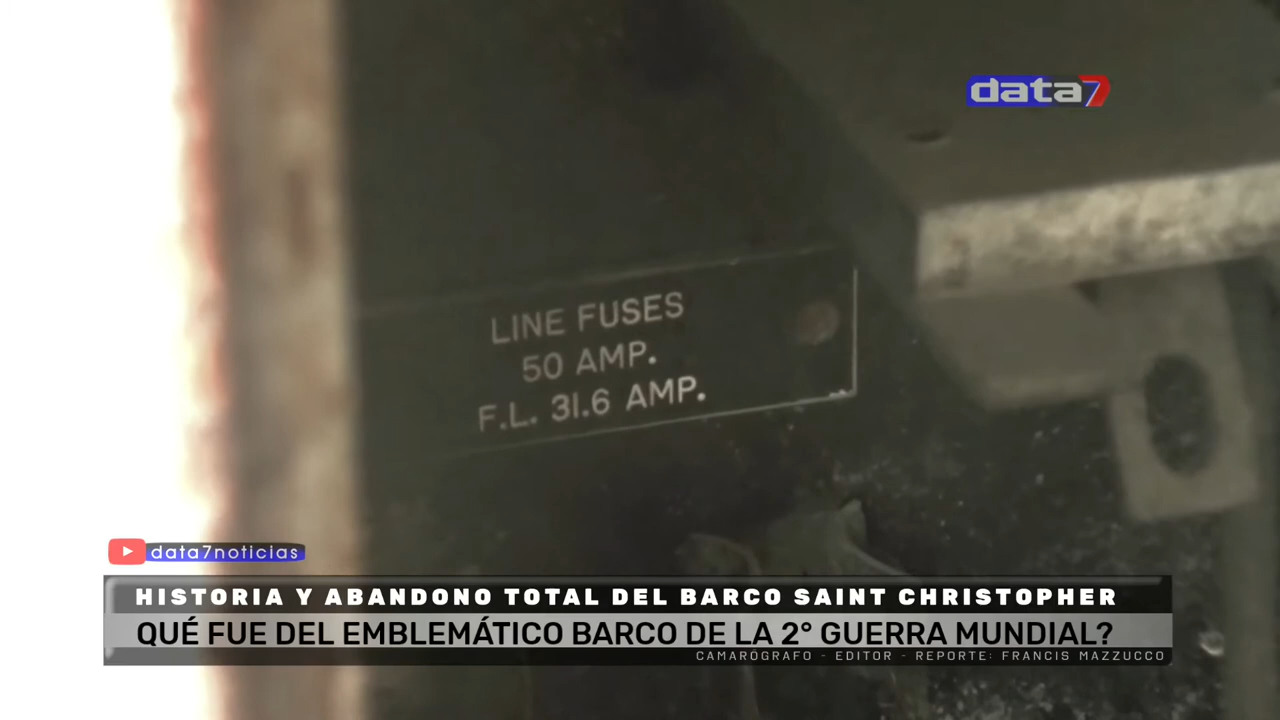 data7
LINE FUSES
50 AMP.
F.L. 31.6 AMP.
data7noticias
HISTORIA Y ABANDONO TOTAL DEL BARCO SAINT CHRISTOPHER
QUÉ FUE DEL EMBLEMÁTICO BARCO DE LA 2° GUERRA MUNDIAL?
CAMARÓGRAFO - EDITOR - REPORTE: FRANCIS MAZZUCCO